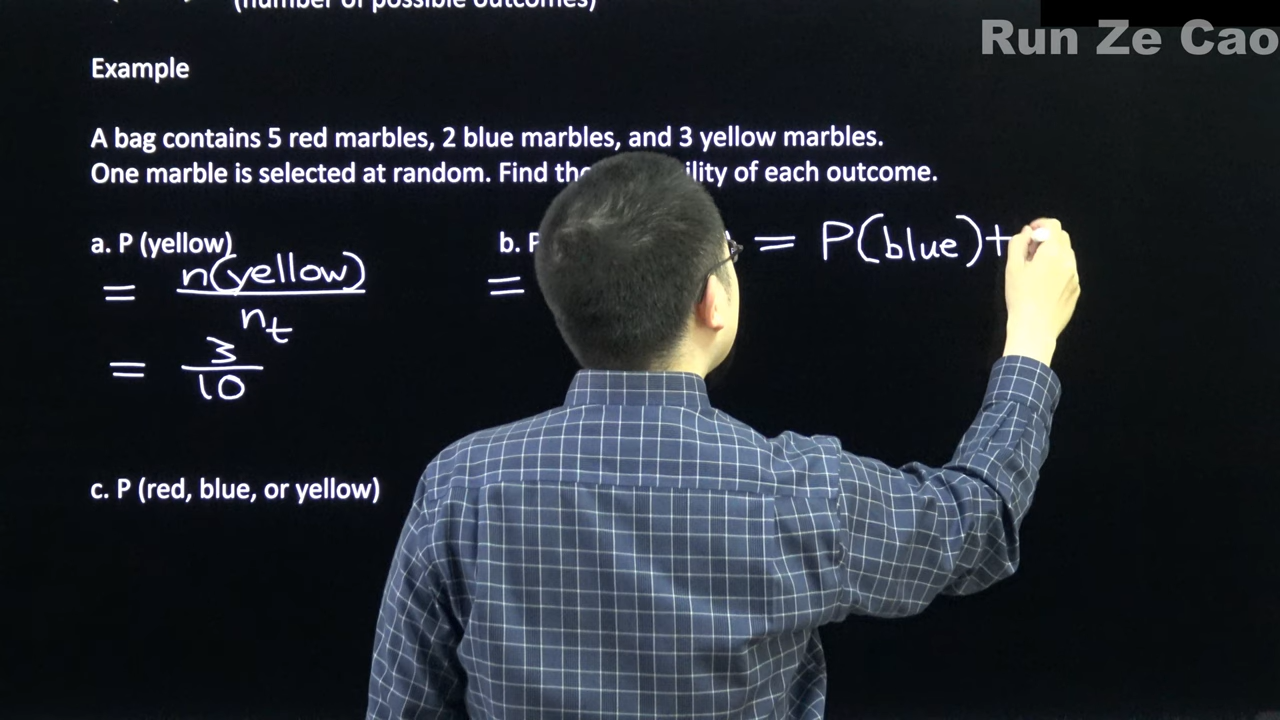 (number of possible outcomes)
Run Ze Cao
Example
A bag contains 5 red marbles, 2 blue marbles, and 3 yellow marbles.
One marble is selected at random. Find of each outcome.
a. P (yellow)
= n(yellow) / n_t
= 3 / 10
b. P
= P(blue)+
=
c. P (red, blue, or yellow)